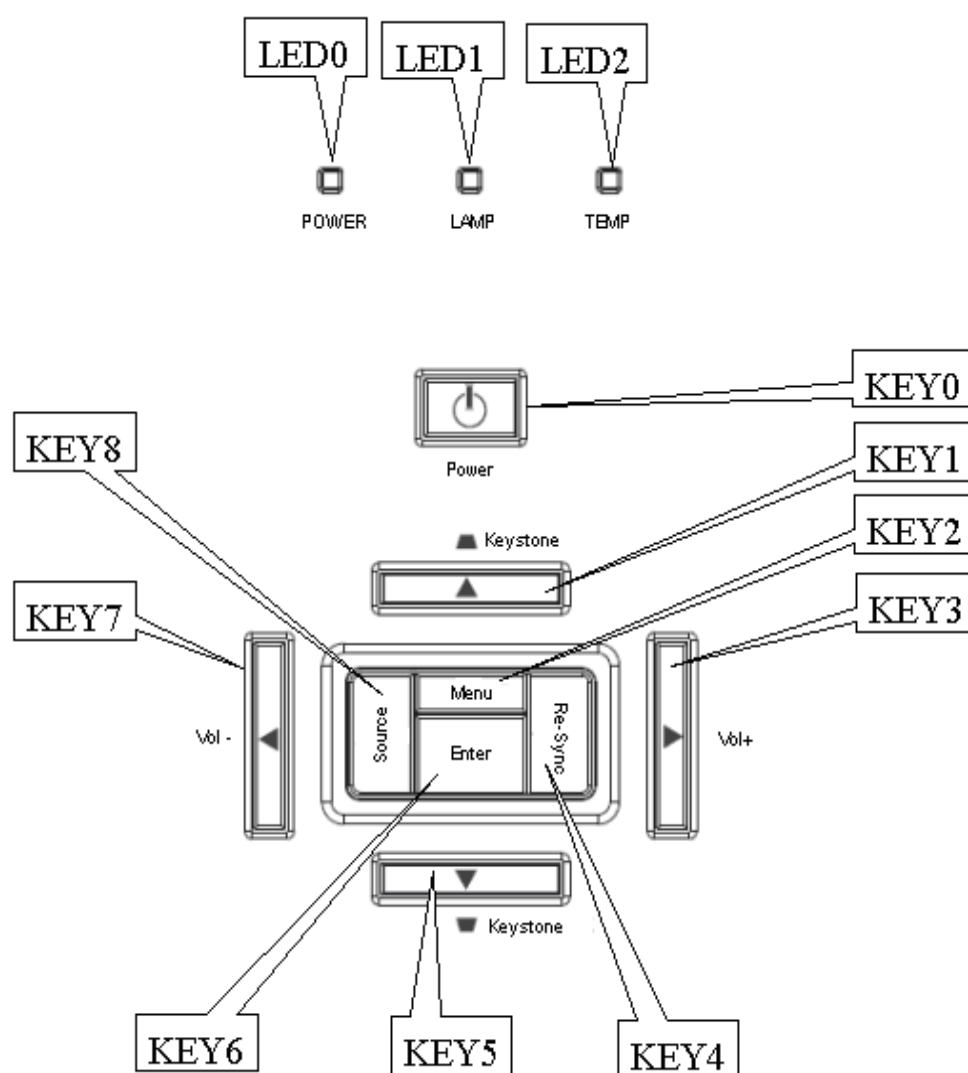 LED0 LED1 LED2
POWER LAMP TEMP
KEY0
KEY8
KEY1
Power
KEY2
Keystone
KEY7
KEY3
Menu
Source
Re-Sync
Vol -
Enter
Vol+
Keystone
KEY6 KEY5 KEY4